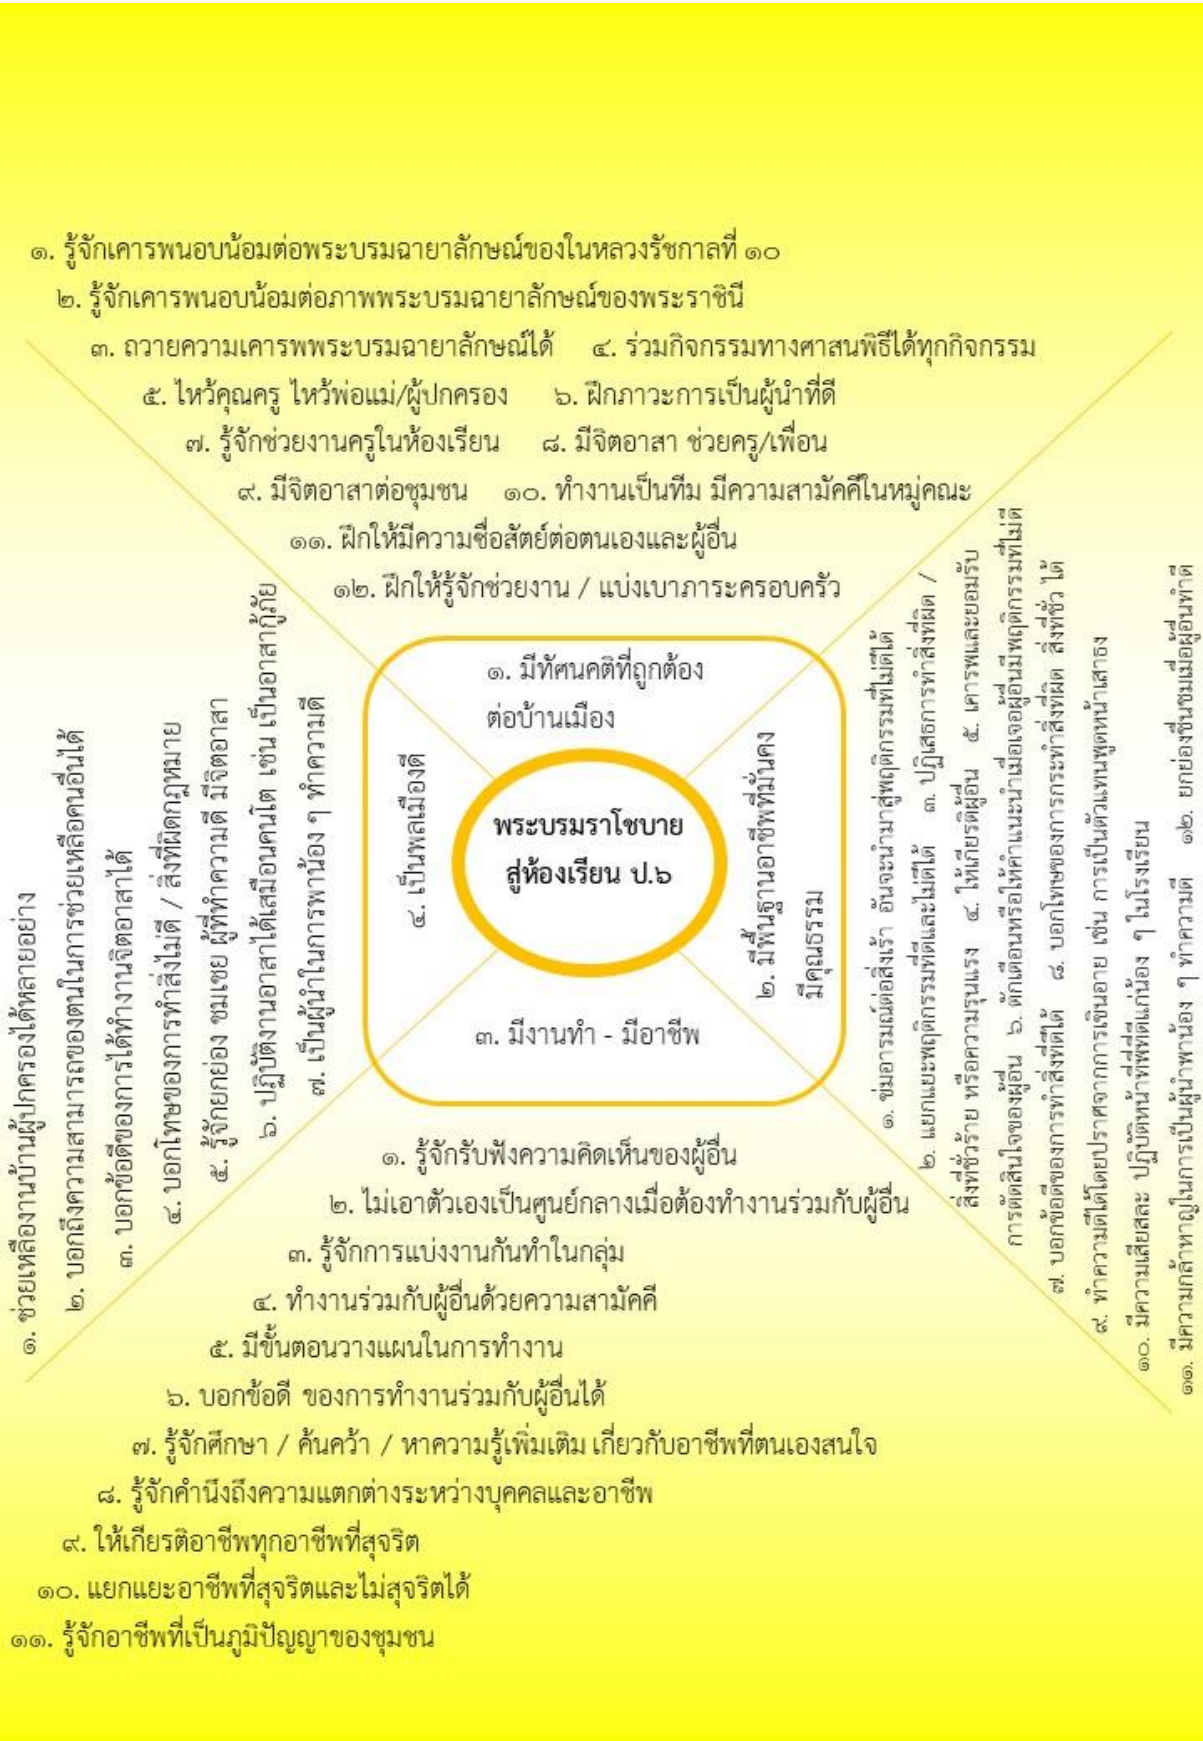 ๑. รู้จักเคารพนอบน้อมต่อพระบรมฉายาลักษณ์ของในหลวงรัชกาลที่ ๑๐
๒. รู้จักเคารพนอบน้อมต่อภาพพระบรมฉายาลักษณ์ของพระราชินี
๓. ถวายความเคารพพระบรมฉายาลักษณ์ได้ ๔. ร่วมกิจกรรมทางศาสนพิธีได้ทุกกิจกรรม
๕. ไหว้คุณครู ไหว้พ่อแม่/ผู้ปกครอง ๖. ฝึกภาวะการเป็นผู้นำที่ดี
๗. รู้จักช่วยงานครูในห้องเรียน ๘. มีจิตอาสา ช่วยครู/เพื่อน
๙. มีจิตอาสาต่อชุมชน ๑๐. ทำงานเป็นทีม มีความสามัคคีในหมู่คณะ
๑๑. ฝึกให้มีความซื่อสัตย์ต่อตนเองและผู้อื่น
๑๒. ฝึกให้รู้จักช่วยงาน / แบ่งเบาภาระครอบครัว
๑. มีทัศนคติที่ถูกต้อง
ต่อบ้านเมือง
พระบรมราโชบาย
สู่ห้องเรียน ป.๖
๒. มีพื้นฐานอาชีพที่มั่นคง
มีคุณธรรม
๓. มีงานทำ - มีอาชีพ
๔. เป็นพลเมืองดี
๑. ข่มอารมณ์ต่อสิ่งเร้า อันจะนำมาสู่พฤติกรรมที่ไม่ดีได้
๒. แยกแยะพฤติกรรมที่ดีและไม่ดีได้ ๓. ปฏิเสธการทำสิ่งที่ผิด /
สิ่งที่ชั่วร้าย หรือความรุนแรง ๔. ให้เกียรติผู้อื่น ๕. เคารพและยอมรับ
การตัดสินใจของผู้อื่น ๖. ตักเตือนหรือให้คำแนะนำเมื่อเจอผู้อื่นมีพฤติกรรมที่ไม่ดี
๗. บอกข้อดีของการทำสิ่งที่ดีได้ ๘. บอกโทษของการกระทำสิ่งที่ผิด สิ่งที่ชั่ว ได้
๙. ทำความดีได้โดยปราศจากการเขินอาย เช่น การเป็นตัวแทนพูดหน้าเสาธง
๑๐. มีความเสียสละ ปฏิบัติหน้าที่พี่ที่ดีแก่น้อง ๆ ในโรงเรียน
๑๑. มีความกล้าหาญในการเป็นผู้นำพาน้อง ๆ ทำความดี ๑๒. ยกย่องชื่นชมเมื่อผู้อื่นทำดี
๑. รู้จักรับฟังความคิดเห็นของผู้อื่น
๒. ไม่เอาตัวเองเป็นศูนย์กลางเมื่อต้องทำงานร่วมกับผู้อื่น
๓. รู้จักการแบ่งงานกันทำในกลุ่ม
๔. ทำงานร่วมกับผู้อื่นด้วยความสามัคคี
๕. มีขั้นตอนวางแผนในการทำงาน
๖. บอกข้อดี ของการทำงานร่วมกับผู้อื่นได้
๗. รู้จักศึกษา / ค้นคว้า / หาความรู้เพิ่มเติม เกี่ยวกับอาชีพที่ตนเองสนใจ
๘. รู้จักคำนึงถึงความแตกต่างระหว่างบุคคลและอาชีพ
๙. ให้เกียรติอาชีพทุกอาชีพที่สุจริต
๑๐. แยกแยะอาชีพที่สุจริตและไม่สุจริตได้
๑๑. รู้จักอาชีพที่เป็นภูมิปัญญาของชุมชน
๑. ช่วยเหลืองานบ้านผู้ปกครองได้หลายอย่าง
๒. บอกถึงความสามารถของตนในการช่วยเหลือคนอื่นได้
๓. บอกข้อดีของการได้ทำงานจิตอาสาได้
๔. บอกโทษของการทำสิ่งไม่ดี / สิ่งที่ผิดกฎหมาย
๕. รู้จักยกย่อง ชมเชย ผู้ที่ทำความดี มีจิตอาสา
๖. ปฏิบัติงานอาสาได้เสมือนคนโต เช่น เป็นอาสากู้ภัย
๗. เป็นผู้นำในการพาน้อง ๆ ทำความดี